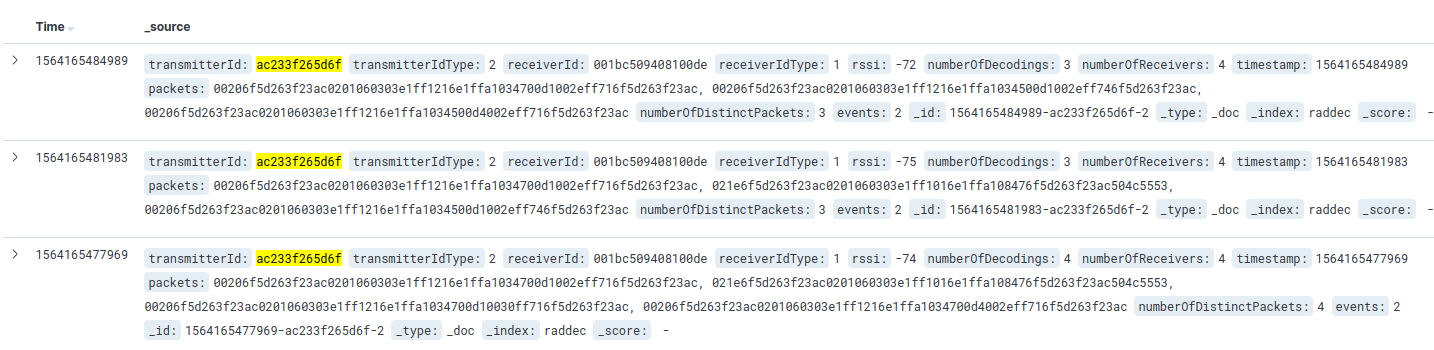 Time _source
1564165484989 transmitterId: ac233f265d6f transmitterIdType: 2 receiverId: 001bc509408100de receiverIdType: 1 rssi: -72 numberOfDecodings: 3 numberOfReceivers: 4 timestamp: 1564165484989
packets: 00206f5d263f23ac0201060303e1ff1216e1ffa1034700d1002eff716f5d263f23ac, 00206f5d263f23ac0201060303e1ff1216e1ffa1034500d1002eff746f5d263f23ac,
00206f5d263f23ac0201060303e1ff1216e1ffa1034500d4002eff716f5d263f23ac numberOfDistinctPackets: 3 events: 2 _id: 1564165484989-ac233f265d6f-2 _type: _doc _index: raddec _score: -
1564165481983 transmitterId: ac233f265d6f transmitterIdType: 2 receiverId: 001bc509408100de receiverIdType: 1 rssi: -75 numberOfDecodings: 3 numberOfReceivers: 4 timestamp: 1564165481983
packets: 00206f5d263f23ac0201060303e1ff1216e1ffa1034700d1002eff716f5d263f23ac, 021e6f5d263f23ac0201060303e1ff1016e1ffa108476f5d263f23ac504c5553,
00206f5d263f23ac0201060303e1ff1216e1ffa1034500d1002eff746f5d263f23ac numberOfDistinctPackets: 3 events: 2 _id: 1564165481983-ac233f265d6f-2 _type: _doc _index: raddec _score: -
1564165477969 transmitterId: ac233f265d6f transmitterIdType: 2 receiverId: 001bc509408100de receiverIdType: 1 rssi: -74 numberOfDecodings: 4 numberOfReceivers: 4 timestamp: 1564165477969
packets: 00206f5d263f23ac0201060303e1ff1216e1ffa1034700d1002eff716f5d263f23ac, 021e6f5d263f23ac0201060303e1ff1016e1ffa108476f5d263f23ac504c5553,
00206f5d263f23ac0201060303e1ff1216e1ffa1034700d10030ff716f5d263f23ac, 00206f5d263f23ac0201060303e1ff1216e1ffa1034700d4002eff716f5d263f23ac numberOfDistinctPackets: 4 events: 2
_id: 1564165477969-ac233f265d6f-2 _type: _doc _index: raddec _score: -